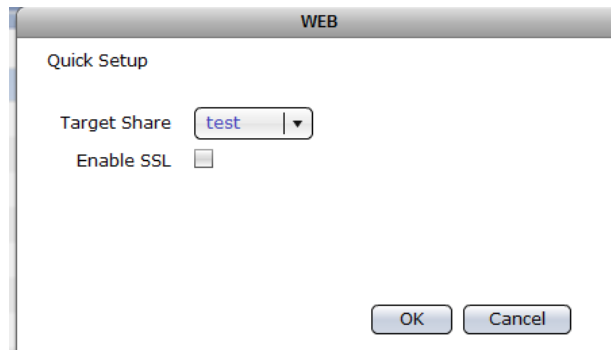 WEB
Quick Setup
Target Share test
Enable SSL
OK Cancel